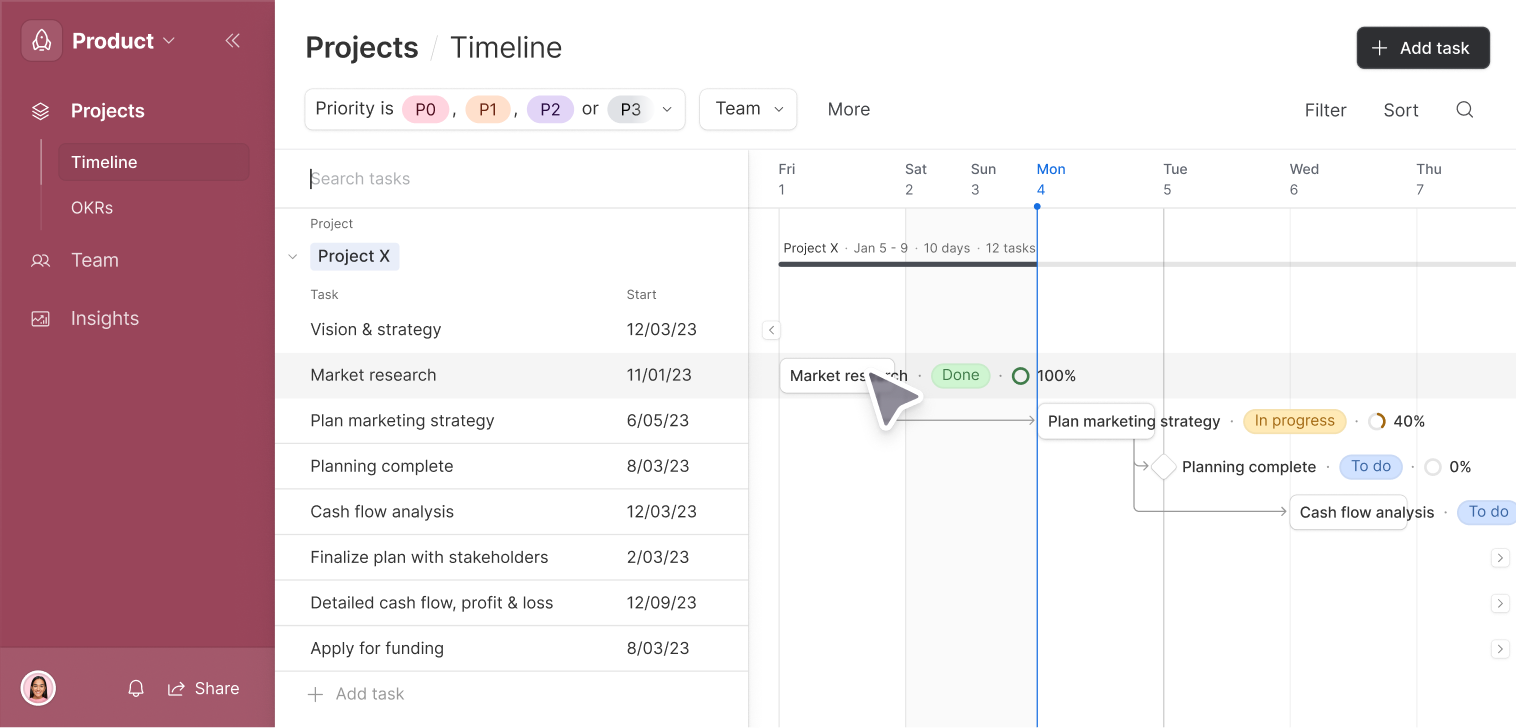 Product
Projects
Timeline
OKRs
Team
Insights
Share
Projects / Timeline
+ Add task
Priority is P0 , P1 , P2 or P3
Team
More
Filter
Sort
Search tasks
Fri Sat Sun Mon Tue Wed Thu
1 2 3 4 5 6 7
Project
Project X
Project X · Jan 5 - 9 · 10 days · 12 tasks
Task Start
Vision & strategy 12/03/23
Market research 11/01/23
Market research · Done · 100%
Plan marketing strategy 6/05/23
Plan marketing strategy · In progress · 40%
Planning complete 8/03/23
Planning complete · To do · 0%
Cash flow analysis 12/03/23
Cash flow analysis · To do
Finalize plan with stakeholders 2/03/23
Detailed cash flow, profit & loss 12/09/23
Apply for funding 8/03/23
+ Add task